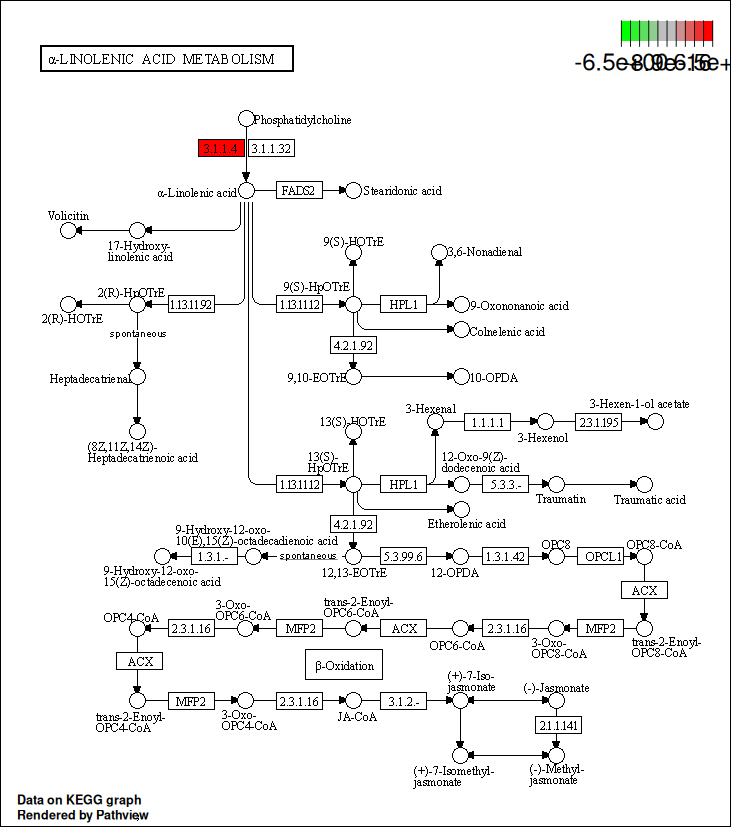 α-LINOLENIC ACID METABOLISM
Phosphatidylcholine
3.1.1.4
3.1.1.32
α-Linolenic acid
FADS2
Stearidonic acid
Volicitin
17-Hydroxy-
linolenic acid
9(S)-HOTrE
3,6-Nonadienal
2(R)-HpOTrE
9(S)-HpOTrE
1.13.11.92
1.13.11.12
HPL1
9-Oxononanoic acid
2(R)-HOTrE
spontaneous
Colnelenic acid
4.2.1.92
Heptadecatrienal
9,10-EOTrE
10-OPDA
3-Hexenal
3-Hexen-1-ol acetate
13(S)-HOTrE
1.1.1.1
2.3.1.195
3-Hexenol
(8Z,11Z,14Z)-
Heptadecatrienoic acid
13(S)-
HpOTrE
12-Oxo-9(Z)-
dodecenoic acid
1.13.11.12
HPL1
5.3.3.-
Traumatin
Traumatic acid
Etherolenic acid
4.2.1.92
9-Hydroxy-12-oxo-
10(E),15(Z)-octadecadienoic acid
OPC8
OPC8-CoA
1.3.1.-
spontaneous
5.3.99.6
1.3.1.42
OPCL1
9-Hydroxy-12-oxo-
15(Z)-octadecenoic acid
12,13-EOTrE
12-OPDA
ACX
OPC4-CoA
3-Oxo-
OPC6-CoA
trans-2-Enoyl-
OPC6-CoA
2.3.1.16
MFP2
ACX
2.3.1.16
MFP2
OPC6-CoA
3-Oxo-
OPC8-CoA
trans-2-Enoyl-
OPC8-CoA
ACX
β-Oxidation
(+)-7-Iso-
jasmonate
(-)-Jasmonate
MFP2
2.3.1.16
3.1.2.-
trans-2-Enoyl-
OPC4-CoA
3-Oxo-
OPC4-CoA
JA-CoA
2.1.1.141
(+)-7-Isomethyl-
jasmonate
(-)-Methyl-
jasmonate
Data on KEGG graph
Rendered by Pathview